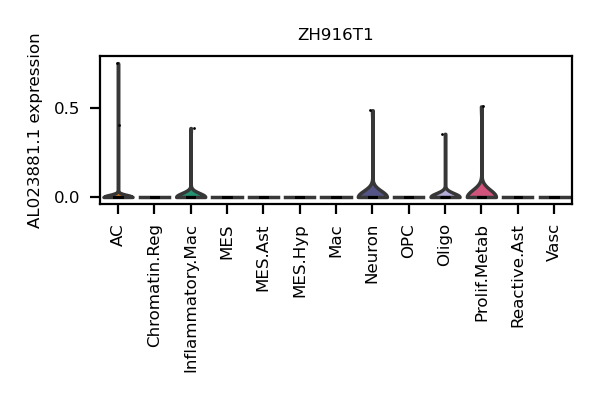 ZH916T1
AL023881.1 expression
0.5
0.0
AC
Chromatin.Reg
Inflammatory.Mac
MES
MES.Ast
MES.Hyp
Mac
Neuron
OPC
Oligo
Prolif.Metab
Reactive.Ast
Vasc